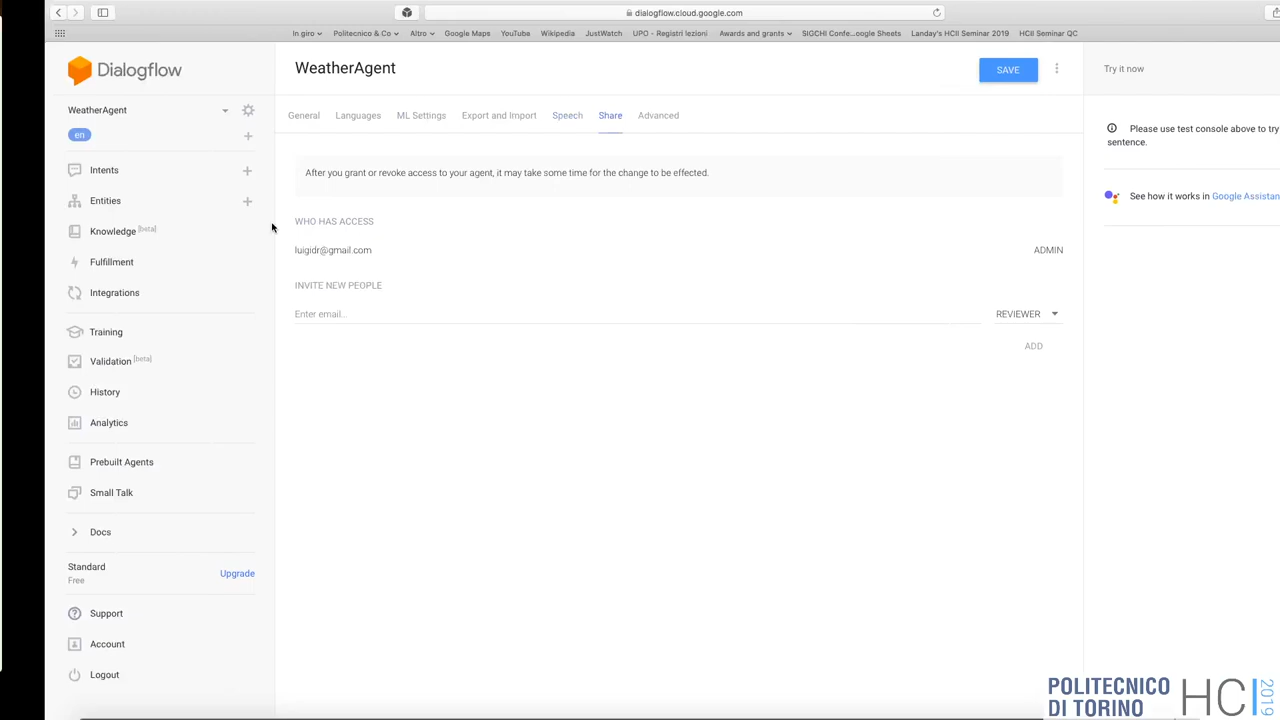 dialogflow.cloud.google.com
In giro
Politecnico & Co
Altro
Google Maps
YouTube
Wikipedia
JustWatch
UPO - Registri lezioni
Awards and grants
SIGCHI Confe...oogle Sheets
Landay's HCII Seminar 2019
HCII Seminar QC
Dialogflow
WeatherAgent
en
Intents
Entities
Knowledge [beta]
Fulfillment
Integrations
Training
Validation [beta]
History
Analytics
Prebuilt Agents
Small Talk
Docs
Standard
Free
Upgrade
Support
Account
Logout
WeatherAgent
SAVE
General
Languages
ML Settings
Export and Import
Speech
Share
Advanced
After you grant or revoke access to your agent, it may take some time for the change to be effected.
WHO HAS ACCESS
luigidr@gmail.com
ADMIN
INVITE NEW PEOPLE
Enter email...
REVIEWER
ADD
Try it now
Please use test console above to try
sentence.
See how it works in Google Assistan
POLITECNICO
DI TORINO
HCI
2019